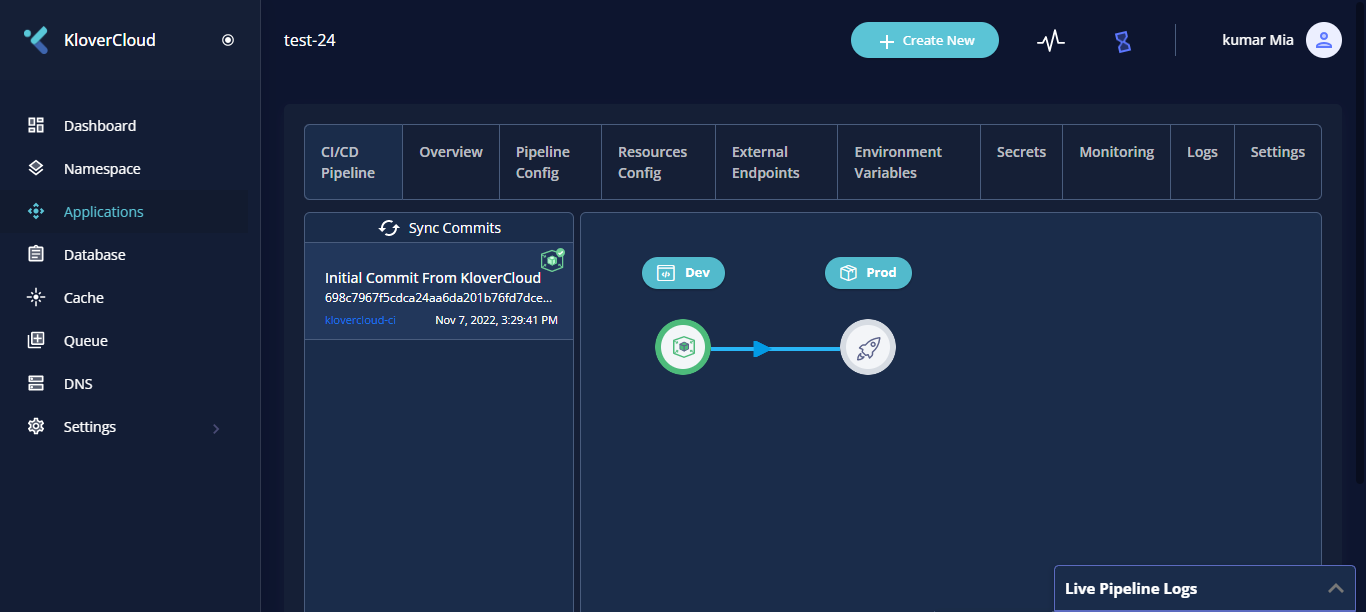 KloverCloud
test-24
Create New
kumar Mia
Dashboard
Namespace
Applications
Database
Cache
Queue
DNS
Settings
CI/CD
Pipeline
Overview
Pipeline
Config
Resources
Config
External
Endpoints
Environment
Variables
Secrets
Monitoring
Logs
Settings
Sync Commits
Initial Commit From KloverCloud
698c7967f5cdca24aa6da201b76fd7dce...
klovercloud-ci Nov 7, 2022, 3:29:41 PM
Dev
Prod
Live Pipeline Logs